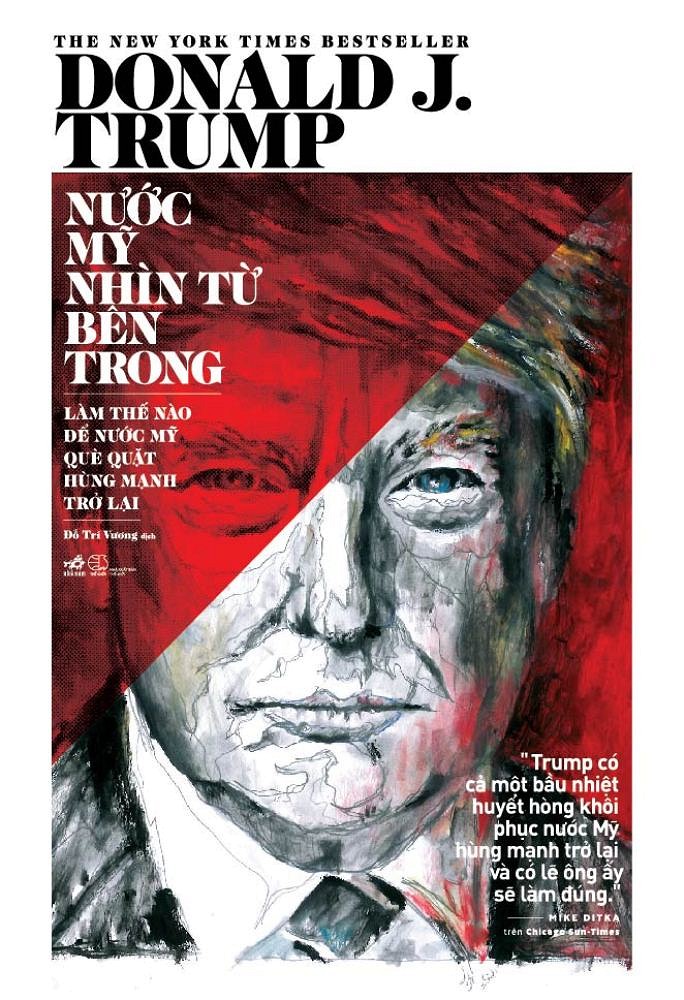 THE NEW YORK TIMES BESTSELLER
DONALD J.
TRUMP
NƯỚC
MỸ
NHÌN TỪ
BÊN
TRONG
LÀM THẾ NÀO
ĐỂ NƯỚC MỸ
QUÈ QUẶT
HÙNG MẠNH
TRỞ LẠI
Đỗ Trí Vương dịch
"Trump có
cả một bầu nhiệt
huyết hòng khôi
phục nước Mỹ
hùng mạnh trở lại
và có lẽ ông ấy
sẽ làm đúng."
MIKE DITKA
trên Chicago Sun-Times